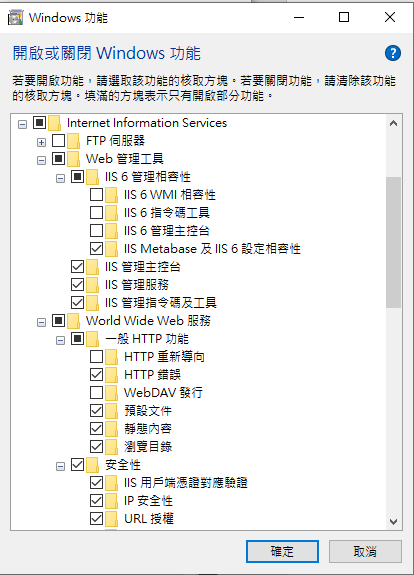 Windows 功能
開啟或關閉 Windows 功能
若要開啟功能，請選取該功能的核取方塊。若要關閉功能，請清除該功能
的核取方塊。填滿的方塊表示只有開啟部分功能。
Internet Information Services
FTP 伺服器
Web 管理工具
IIS 6 管理相容性
IIS 6 WMI 相容性
IIS 6 指令碼工具
IIS 6 管理主控台
IIS Metabase 及 IIS 6 設定相容性
IIS 管理主控台
IIS 管理服務
IIS 管理指令碼及工具
World Wide Web 服務
一般 HTTP 功能
HTTP 重新導向
HTTP 錯誤
WebDAV 發行
預設文件
靜態內容
瀏覽目錄
安全性
IIS 用戶端憑證對應驗證
IP 安全性
URL 授權
確定
取消